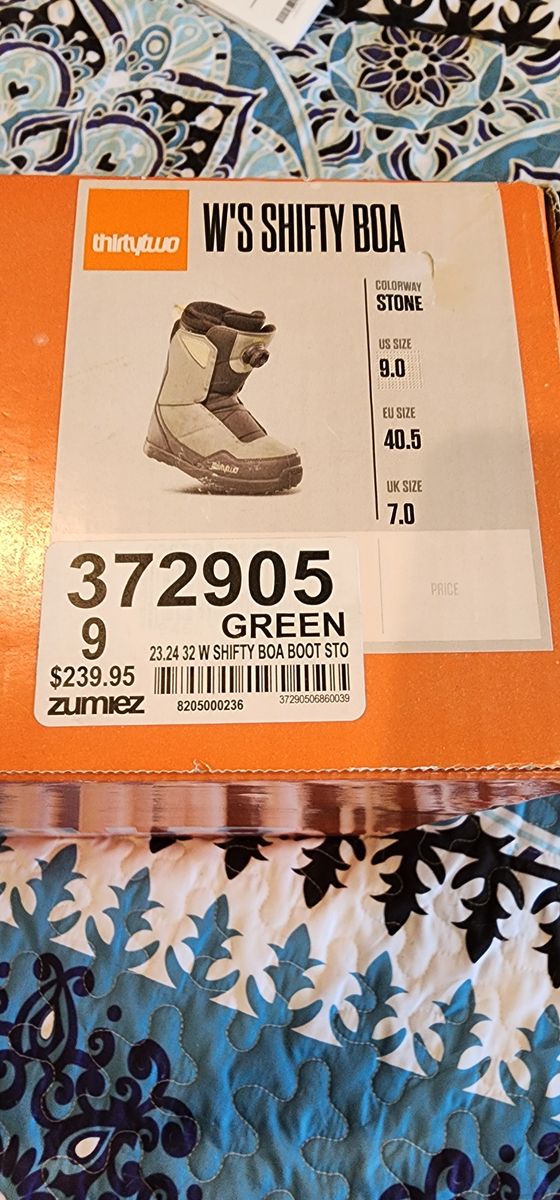 thirtytwo
W'S SHIFTY BOA
COLORWAY
STONE
US SIZE
9.0
EU SIZE
40.5
UK SIZE
7.0
thirtytwo
PRICE
372905
9
GREEN
$239.95
23.24 32 W SHIFTY BOA BOOT STO
zumiez
8205000236
37290506860039